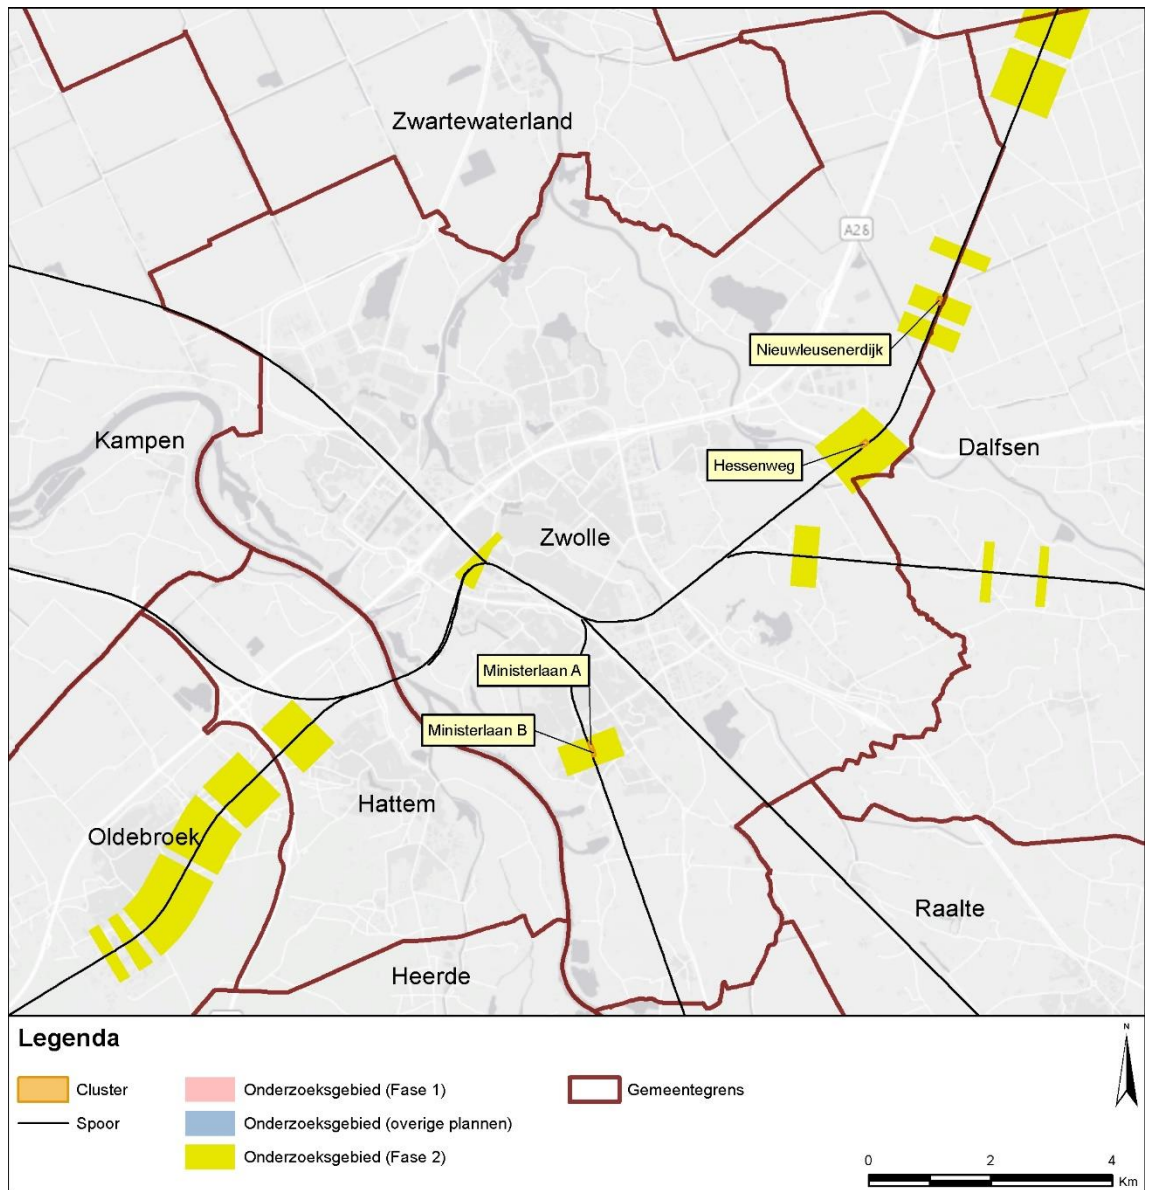 Zwartewaterland
A28
Nieuwleusenerdijk
Kampen
Dalfsen
Hessenweg
Zwolle
Ministerlaan A
Ministerlaan B
Hattem
Oldebroek
Raalte
Heerde
Legenda
N
Cluster
Onderzoeksgebied (Fase 1)
Gemeentegrens
Spoor
Onderzoeksgebied (overige plannen)
Onderzoeksgebied (Fase 2)
0 2 4
Km